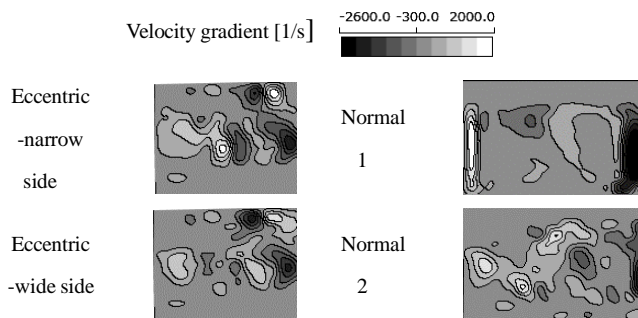 Velocity gradient [1/s]
-2600.0 -300.0 2000.0
Eccentric
-narrow
side
Normal
1
Eccentric
-wide side
Normal
2